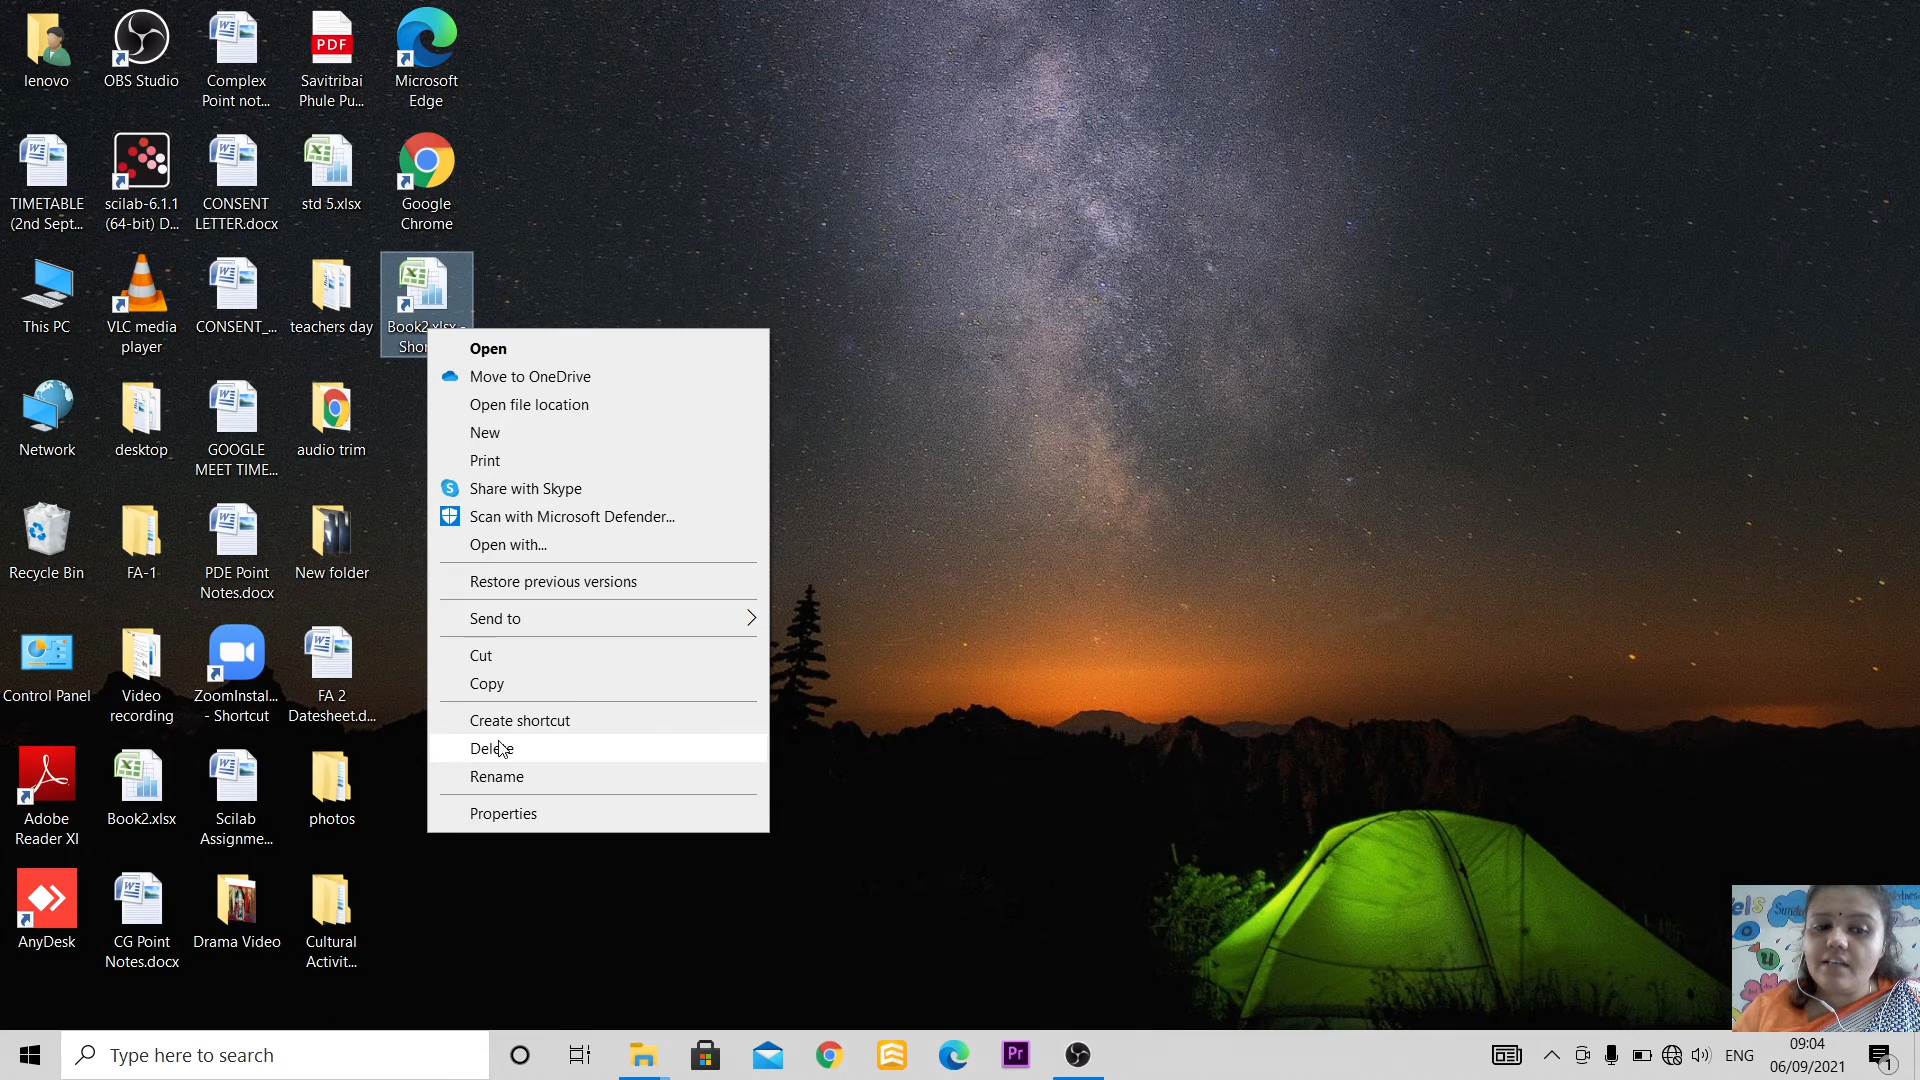 lenovo
OBS Studio
Complex
Point not...
PDF
Savitribai
Phule Pu...
Microsoft
Edge
TIMETABLE
(2nd Sept...
scilab-6.1.1
(64-bit) D...
CONSENT
LETTER.docx
std 5.xlsx
Google
Chrome
This PC
VLC media
player
CONSENT_...
teachers day
Book2.xlsx -
Network
desktop
GOOGLE
MEET TIME...
audio trim
Recycle Bin
FA-1
PDE Point
Notes.docx
New folder
Control Panel
Video
recording
ZoomInstal...
- Shortcut
FA 2
Datesheet.d...
Adobe
Reader XI
Book2.xlsx
Scilab
Assignme...
photos
AnyDesk
CG Point
Notes.docx
Drama Video
Cultural
Activit...
Open
Move to OneDrive
Open file location
New
Print
Share with Skype
Scan with Microsoft Defender...
Open with...
Restore previous versions
Send to
Cut
Copy
Create shortcut
Delete
Rename
Properties
Type here to search
Pr
ENG
09:04
06/09/2021
1